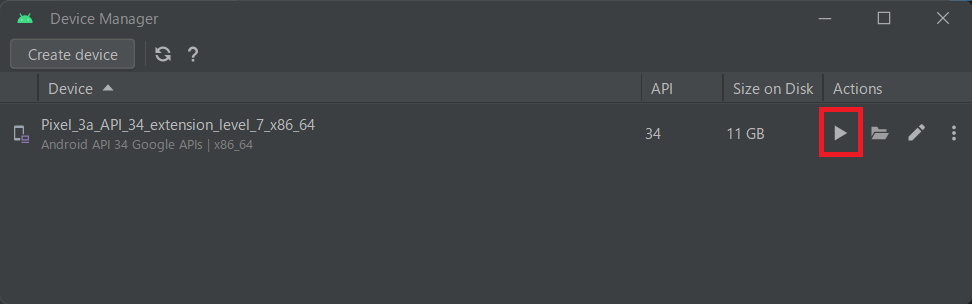 Device Manager
Create device
?
Device API Size on Disk Actions
Pixel_3a_API_34_extension_level_7_x86_64
Android API 34 Google APIs | x86_64
34 11 GB